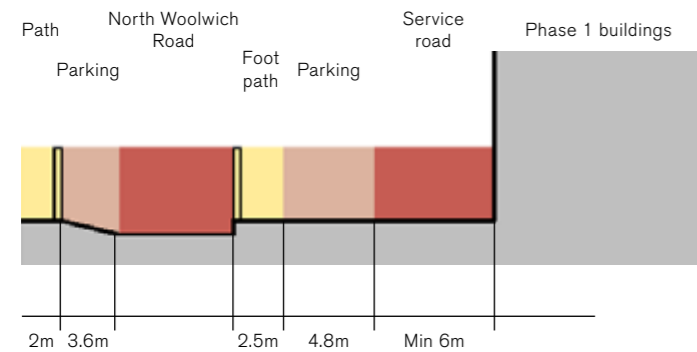 Path
Parking
North Woolwich
Road
Foot
path
Parking
Service
road
Phase 1 buildings
2m
3.6m
2.5m
4.8m
Min 6m